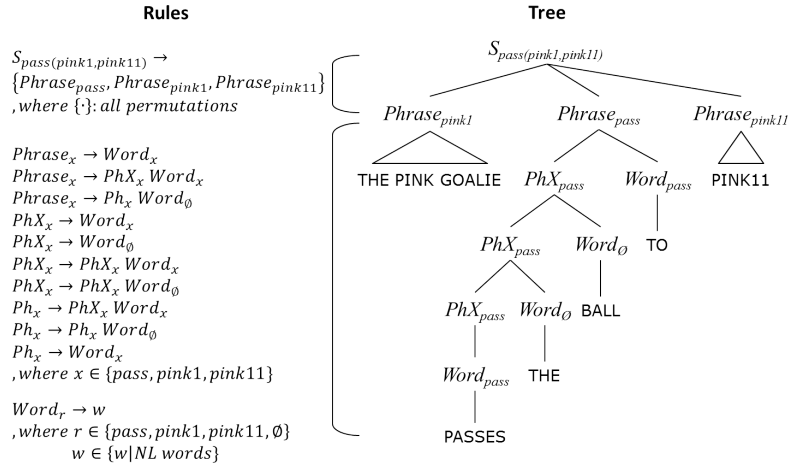 Rules
S_pass(pink1,pink11) →
{Phrase_pass, Phrase_pink1, Phrase_pink11}
, where {·}: all permutations
Phrase_x → Word_x
Phrase_x → PhX_x Word_x
Phrase_x → Ph_x Word_∅
PhX_x → Word_x
PhX_x → Word_∅
PhX_x → PhX_x Word_x
PhX_x → PhX_x Word_∅
Ph_x → PhX_x Word_x
Ph_x → Ph_x Word_∅
Ph_x → Word_x
, where x ∈ {pass, pink1, pink11}
Word_r → w
, where r ∈ {pass, pink1, pink11, ∅}
w ∈ {w|NL words}
Tree
S_pass(pink1,pink11)
Phrase_pink1 Phrase_pass Phrase_pink11
THE PINK GOALIE PhX_pass Word_pass PINK11
PhX_pass Word_Ø TO
PhX_pass Word_Ø BALL
Word_pass THE
PASSES